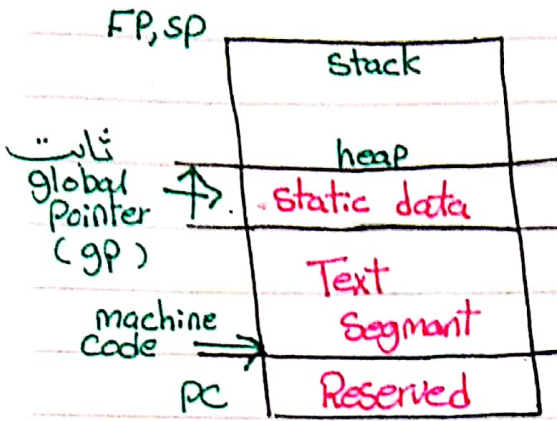 FP, SP
stack
heap
ثابت
global
Pointer
(gp)
static data
Text
Segmant
machine
code
PC
Reserved